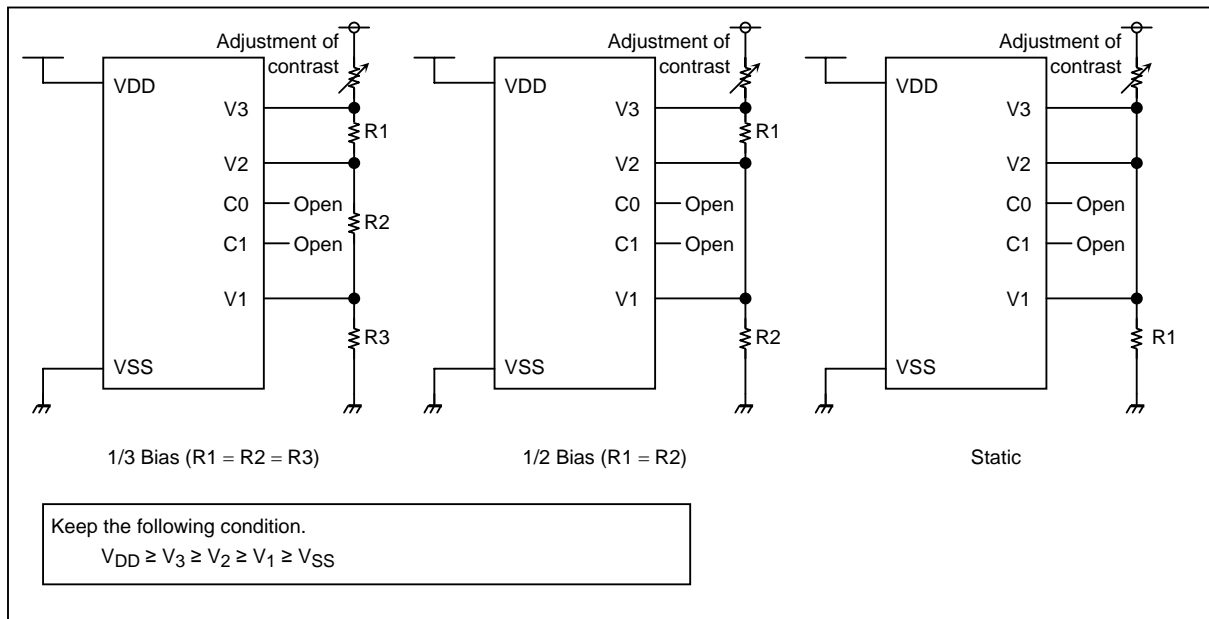 Adjustment of
contrast
VDD
V3
R1
V2
C0
Open
R2
C1
Open
V1
R3
VSS
1/3 Bias (R1 = R2 = R3)
Adjustment of
contrast
VDD
V3
R1
V2
C0
Open
C1
Open
V1
R2
VSS
1/2 Bias (R1 = R2)
Adjustment of
contrast
VDD
V3
V2
C0
Open
C1
Open
V1
R1
VSS
Static
Keep the following condition.
VDD ≥ V3 ≥ V2 ≥ V1 ≥ VSS